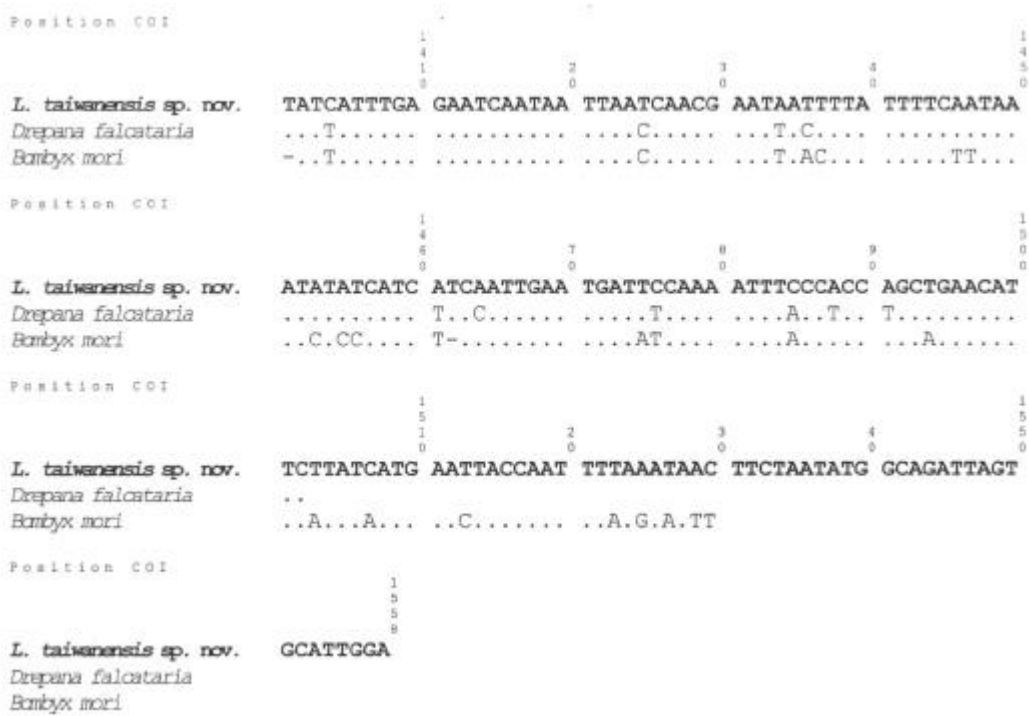 Position COI
1410 20 30 40 1450
L. taiwanensis sp. nov. TATCATTTGA GAATCAATAA TTAATCAACG AATAATTTTA TTTTCAATAA
Drepana falcataria ...T...... .......... ....C..... ...T.C.... ..........
Bombyx mori -..T...... .......... ....C..... ...T.AC... .....TT...
Position COI
1460 70 80 90 1500
L. taiwanensis sp. nov. ATATATCATC ATCAATTGAA TGATTCCAAA ATTTCCCACC AGCTGAACAT
Drepana falcataria .......... T..C...... .....T.... ....A..T.. T.........
Bombyx mori ..C.CC.... T-........ ....AT.... ....A..... ...A......
Position COI
1510 20 30 40 1550
L. taiwanensis sp. nov. TCTTATCATG AATTACCAAT TTTAAATAAC TTCTAATATG GCAGATTAGT
Drepana falcataria ..
Bombyx mori ..A...A... ..C....... ..A.G.A.TT
Position COI
1558
L. taiwanensis sp. nov. GCATTGGA
Drepana falcataria
Bombyx mori